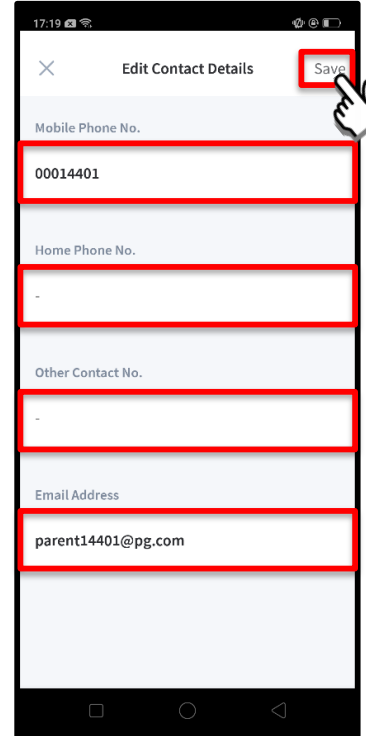 17:19
Edit Contact Details
Save
Mobile Phone No.
00014401
Home Phone No.
-
Other Contact No.
-
Email Address
parent14401@pg.com